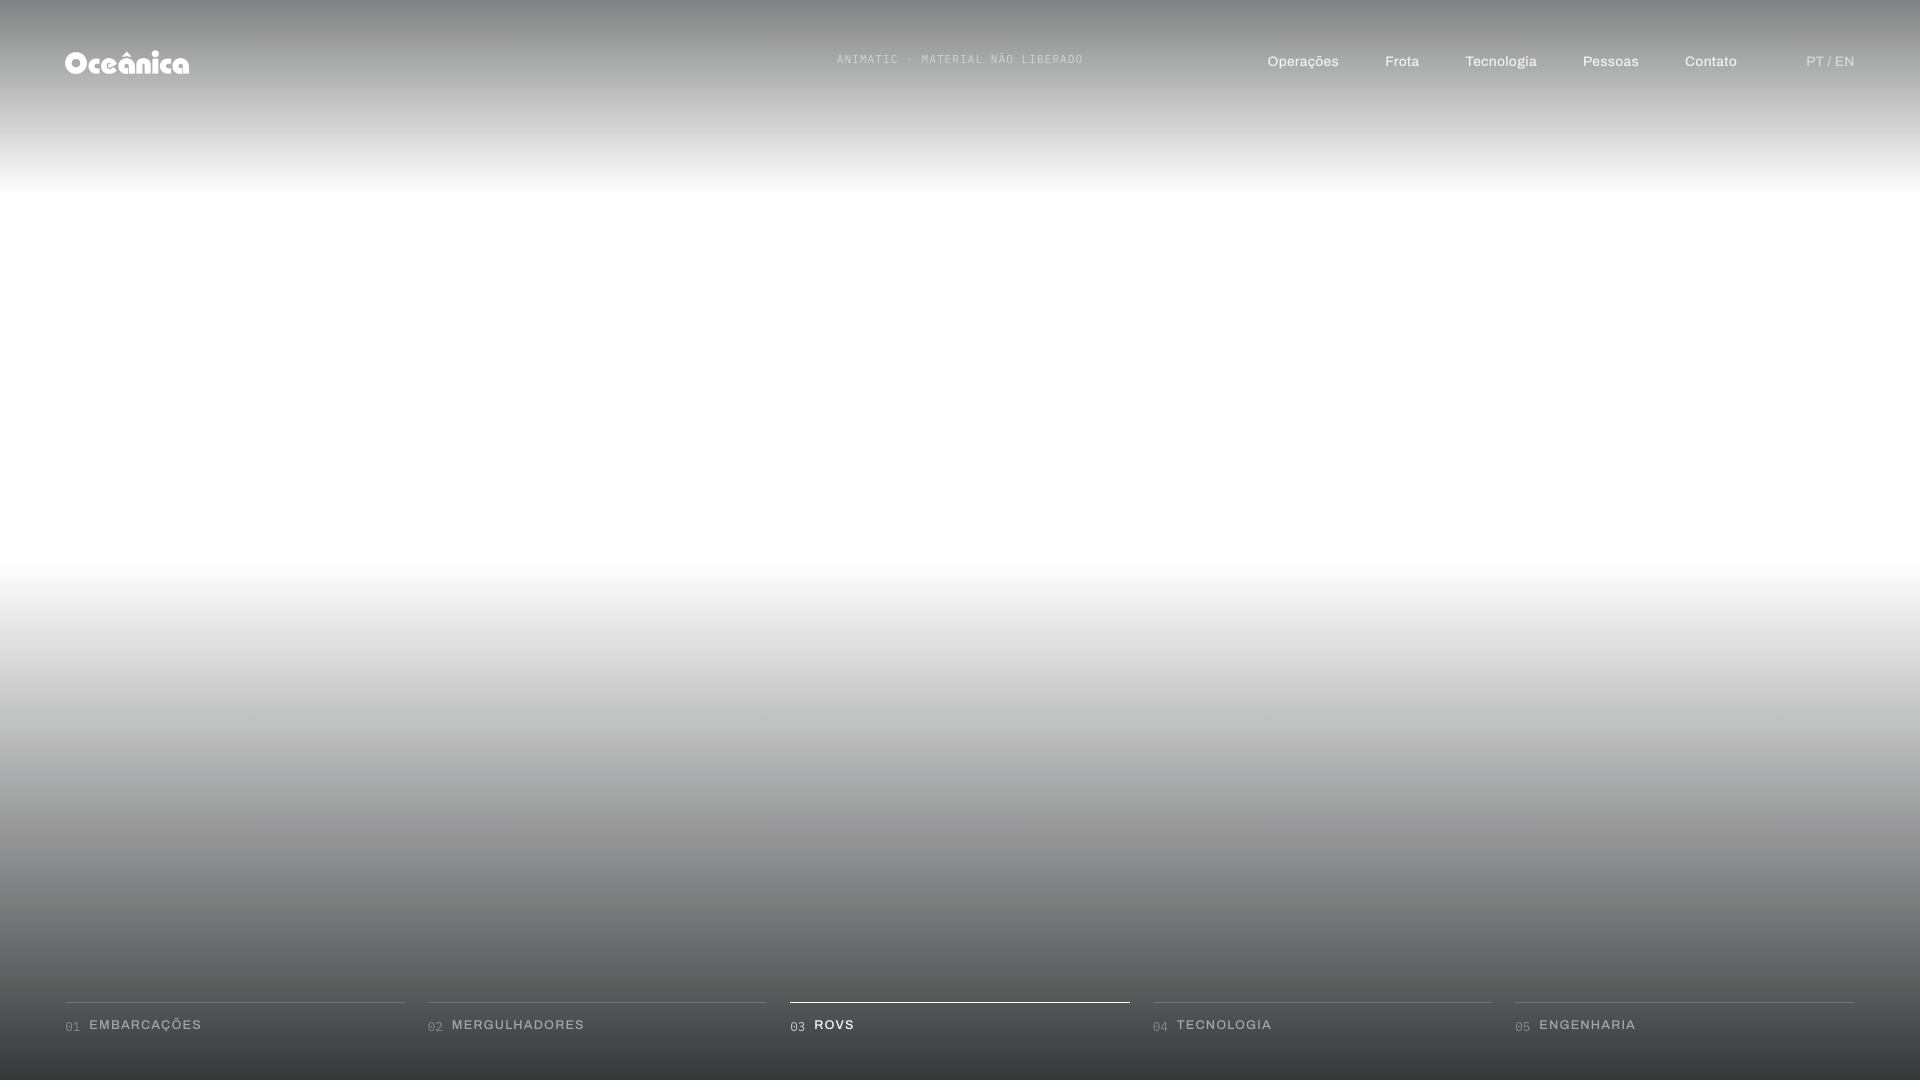 Oceânica
ANIMATIC · MATERIAL NÃO LIBERADO
Operações
Frota
Tecnologia
Pessoas
Contato
PT / EN
01 EMBARCAÇÕES
02 MERGULHADORES
03 ROVS
04 TECNOLOGIA
05 ENGENHARIA